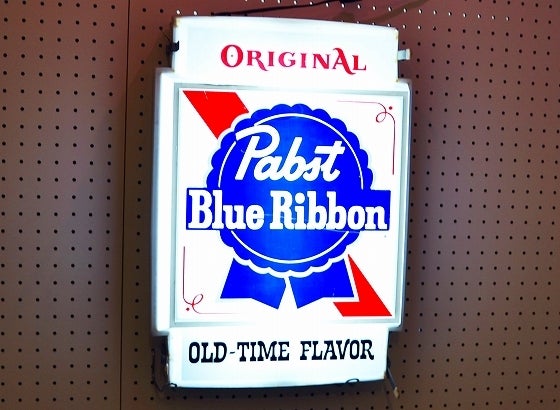 ORIGINAL
Pabst
Blue Ribbon
OLD-TIME FLAVOR